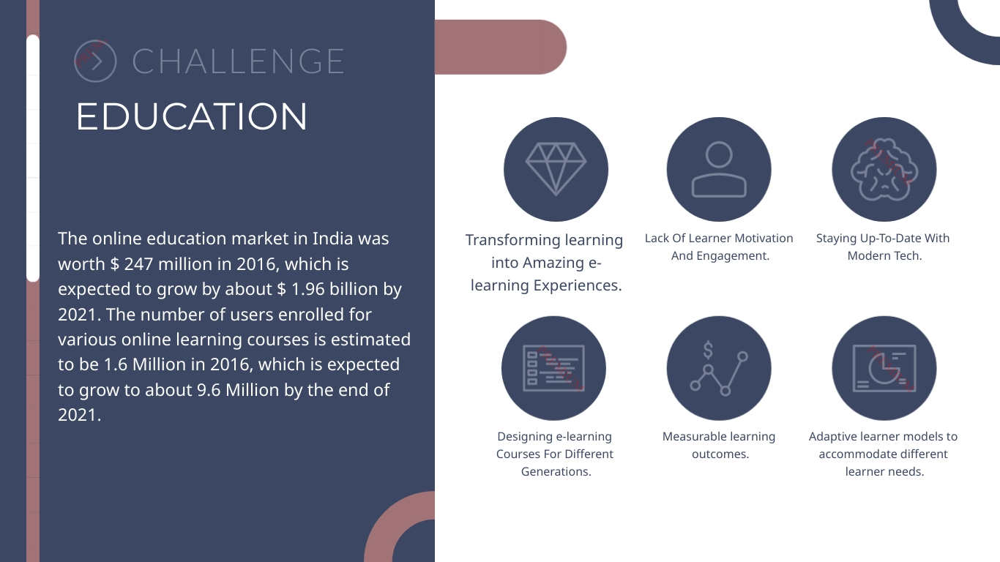 CHALLENGE
EDUCATION
The online education market in India was
worth $ 247 million in 2016, which is
expected to grow by about $ 1.96 billion by
2021. The number of users enrolled for
various online learning courses is estimated
to be 1.6 Million in 2016, which is expected
to grow to about 9.6 Million by the end of
2021.
Transforming learning
into Amazing e-
learning Experiences.
Lack Of Learner Motivation
And Engagement.
Staying Up-To-Date With
Modern Tech.
$
Designing e-learning
Courses For Different
Generations.
Measurable learning
outcomes.
Adaptive learner models to
accommodate different
learner needs.